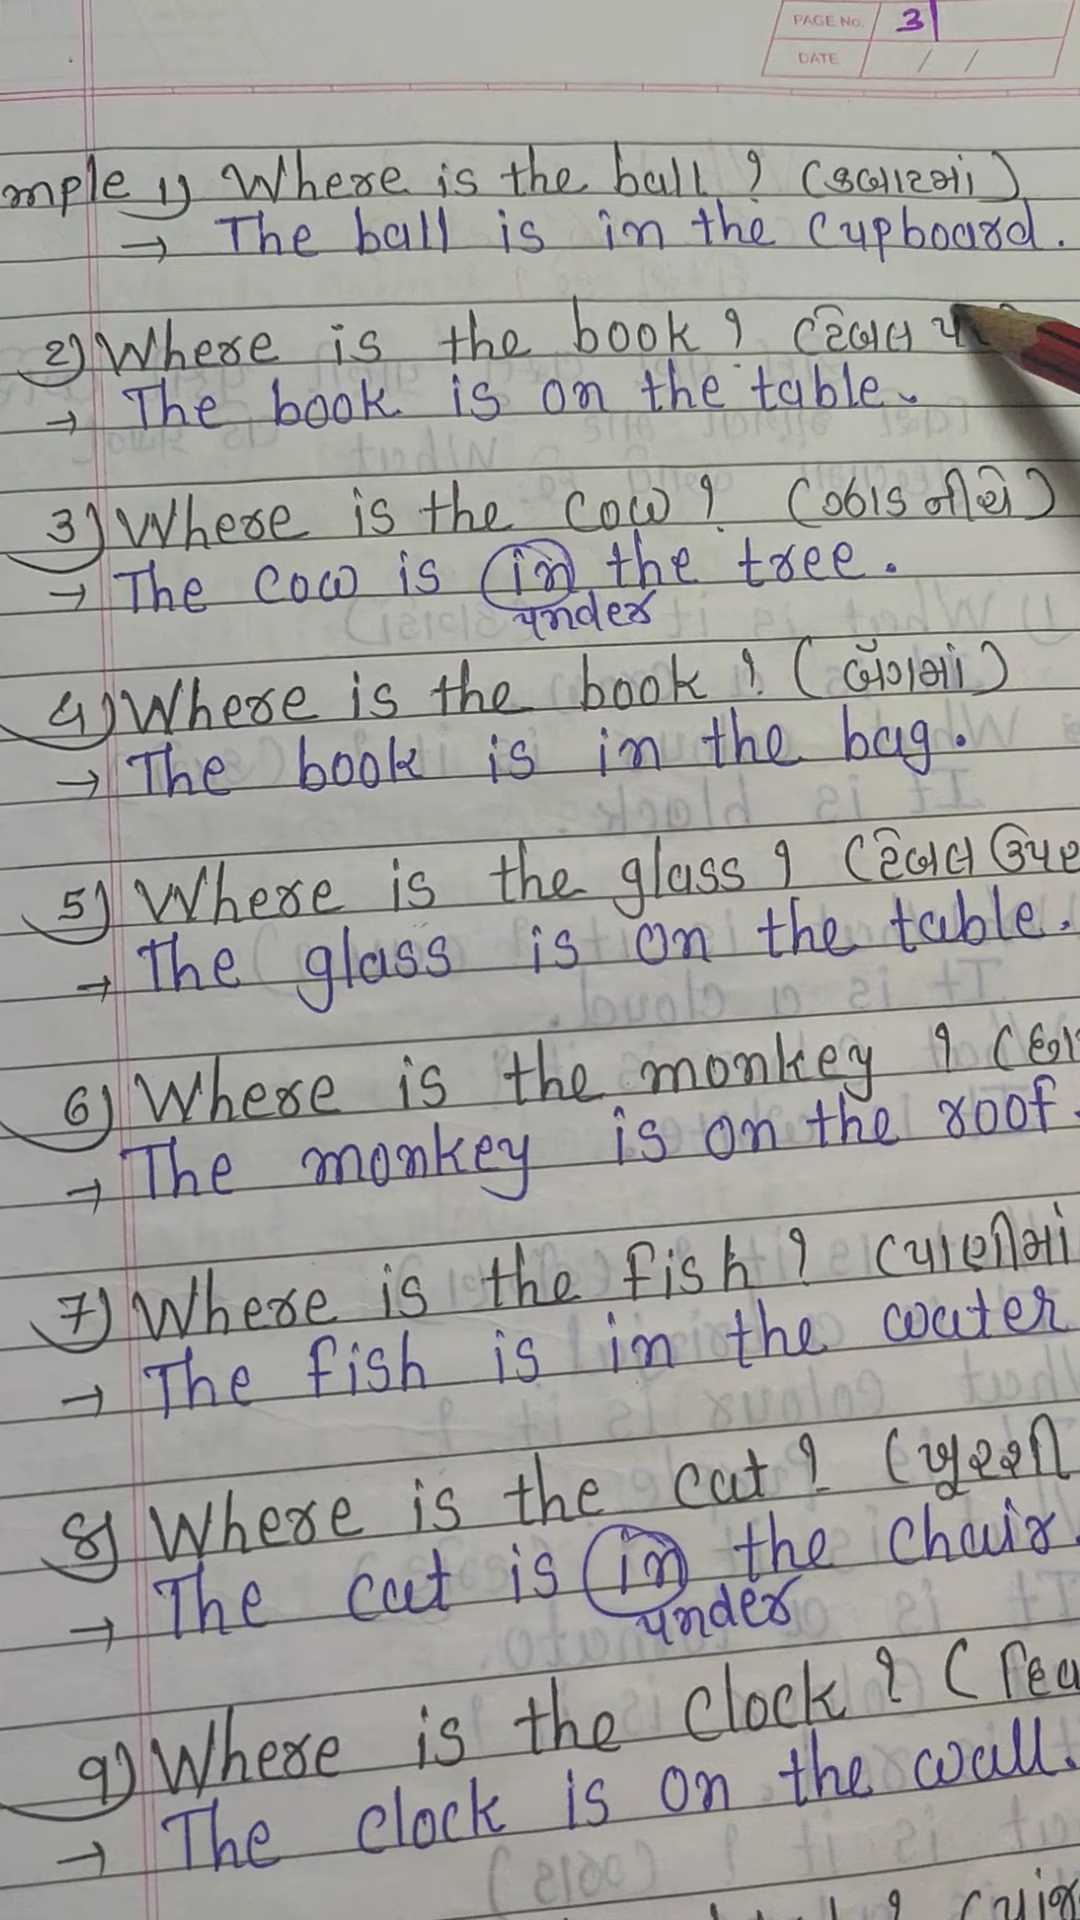 PAGE No. 31
DATE / /
mple 1) Where is the ball ? (કબાટમાં)
→ The ball is in the cupboard.
2) Where is the book ? (ટેબલ
→ The book is on the table.
3) Where is the cow ? (ઝાડ નીચે)
→ The cow is in the tree.
under
4) Where is the book ? (બૅગમાં)
→ The book is in the bag.
5) Where is the glass ? (ટેબલ ઉપર
→ The glass is on the table.
6) Where is the monkey ? (
→ The monkey is on the roof.
7) Where is the fish ? (પાણીમાં
→ The fish is in the water
8) Where is the cat ? (ખુરશી
→ The cat is in the chair.
under
9) Where is the clock ? (
→ The clock is on the wall.